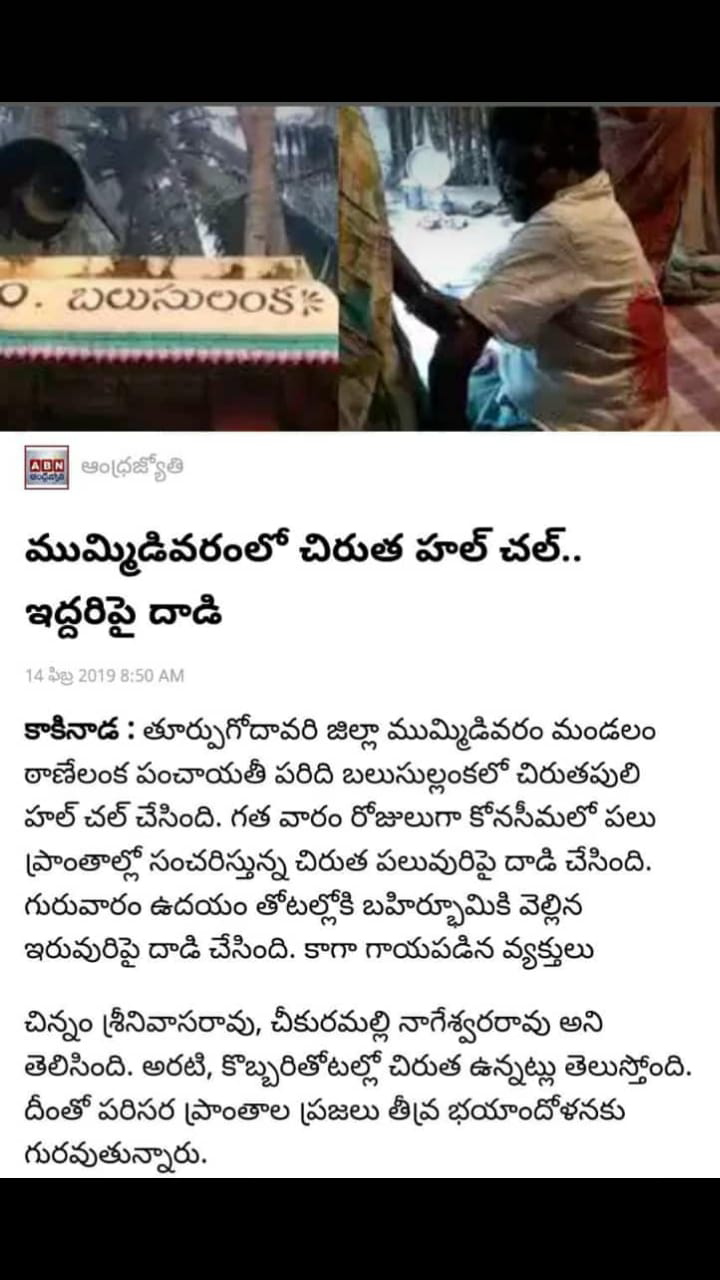 ం. బలుసులంక
ABN
ఆంధ్రజ్యోతి
ఆంధ్రజ్యోతి
ముమ్మిడివరంలో చిరుత హల్ చల్..
ఇద్దరిపై దాడి
14 ఫిబ్ర 2019 8:50 AM
కాకినాడ : తూర్పుగోదావరి జిల్లా ముమ్మిడివరం మండలం
ఠాణేలంక పంచాయతీ పరిది బలుసుల్లంకలో చిరుతపులి
హల్ చల్ చేసింది. గత వారం రోజులుగా కోనసీమలో పలు
ప్రాంతాల్లో సంచరిస్తున్న చిరుత పలువురిపై దాడి చేసింది.
గురువారం ఉదయం తోటల్లోకి బహిర్భూమికి వెల్లిన
ఇరువురిపై దాడి చేసింది. కాగా గాయపడిన వ్యక్తులు
చిన్నం శ్రీనివాసరావు, చీకురమల్లి నాగేశ్వరరావు అని
తెలిసింది. అరటి, కొబ్బరితోటల్లో చిరుత ఉన్నట్లు తెలుస్తోంది.
దీంతో పరిసర ప్రాంతాల ప్రజలు తీవ్ర భయాందోళనకు
గురవుతున్నారు.